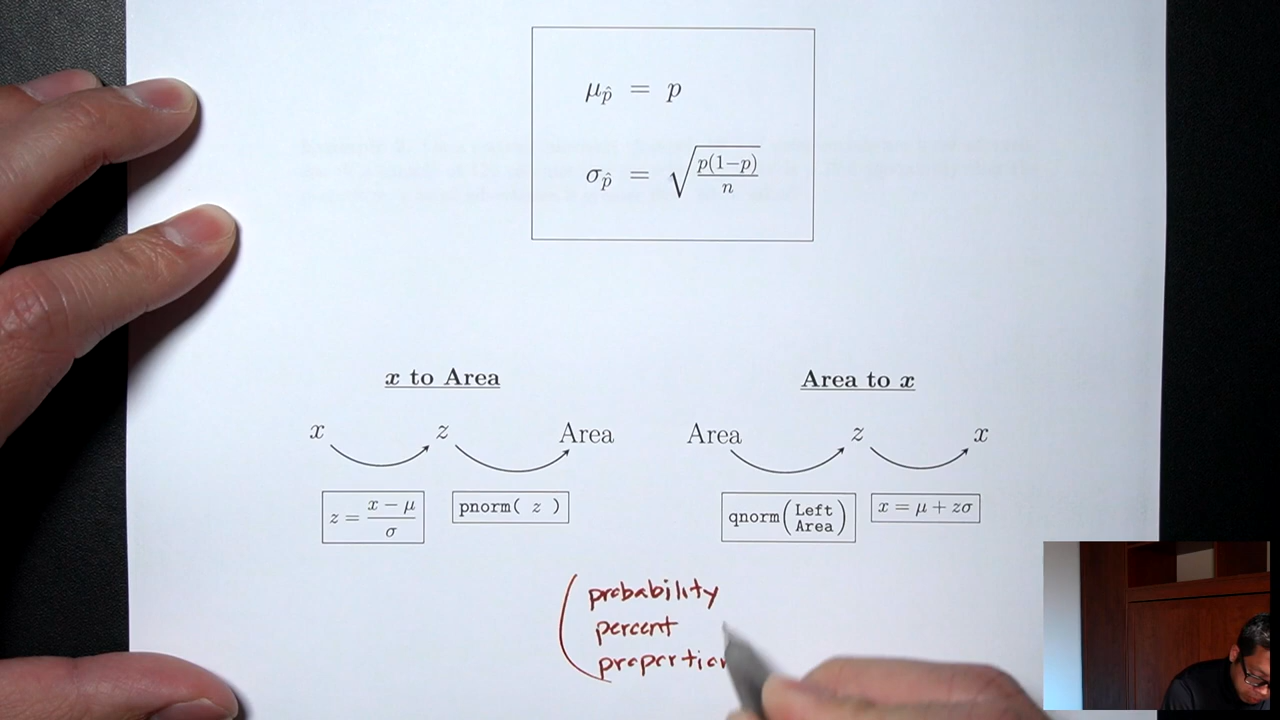 μ_p̂ = p
σ_p̂ = √(p(1−p)/n)
x to Area
Area to x
x z Area
Area z x
z = (x − μ)/σ
pnorm( z )
qnorm(Left Area)
x = μ + zσ
probability
percent
proportion